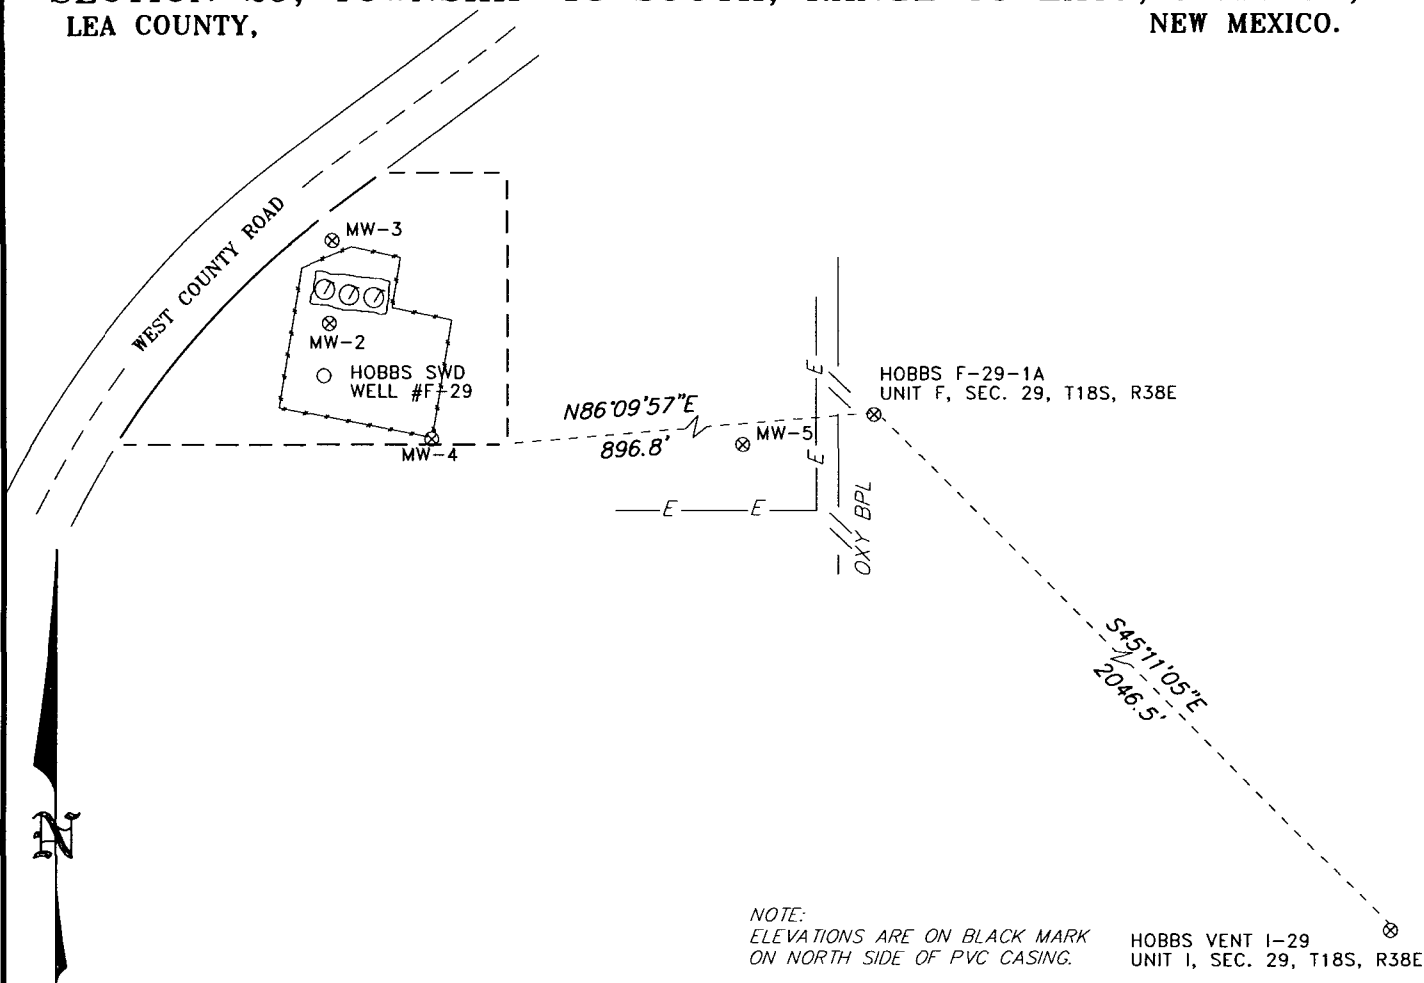 LEA COUNTY,
NEW MEXICO.
WEST COUNTY ROAD
MW-3
MW-2
HOBBS SWD
WELL #F-29
MW-4
N86°09'57"E
896.8'
MW-5
E
E
E
E
OXY BPL
HOBBS F-29-1A
UNIT F, SEC. 29, T18S, R38E
S45°11'05"E
2046.5'
N
NOTE:
ELEVATIONS ARE ON BLACK MARK
ON NORTH SIDE OF PVC CASING.
HOBBS VENT I-29
UNIT I, SEC. 29, T18S, R38E